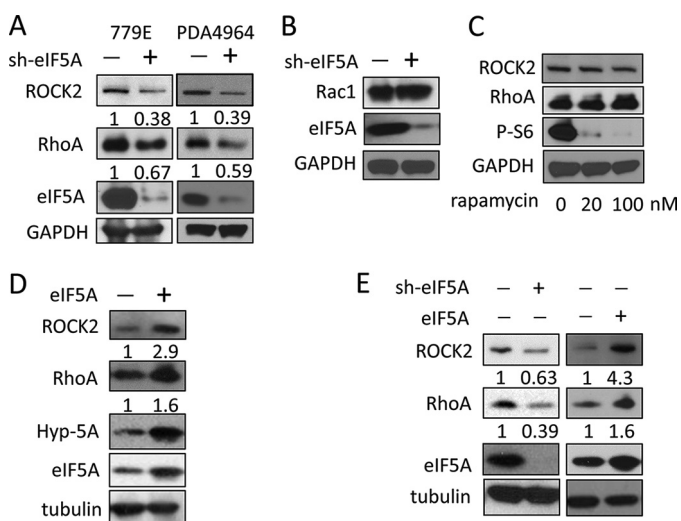 A
779E PDA4964
sh-eIF5A — + — +
ROCK2
1 0.38 1 0.39
RhoA
1 0.67 1 0.59
eIF5A
GAPDH
B
sh-eIF5A — +
Rac1
eIF5A
GAPDH
C
ROCK2
RhoA
P-S6
GAPDH
rapamycin 0 20 100 nM
D
eIF5A — +
ROCK2
1 2.9
RhoA
1 1.6
Hyp-5A
eIF5A
tubulin
E
sh-eIF5A — + — —
eIF5A — — — +
ROCK2
1 0.63 1 4.3
RhoA
1 0.39 1 1.6
eIF5A
tubulin